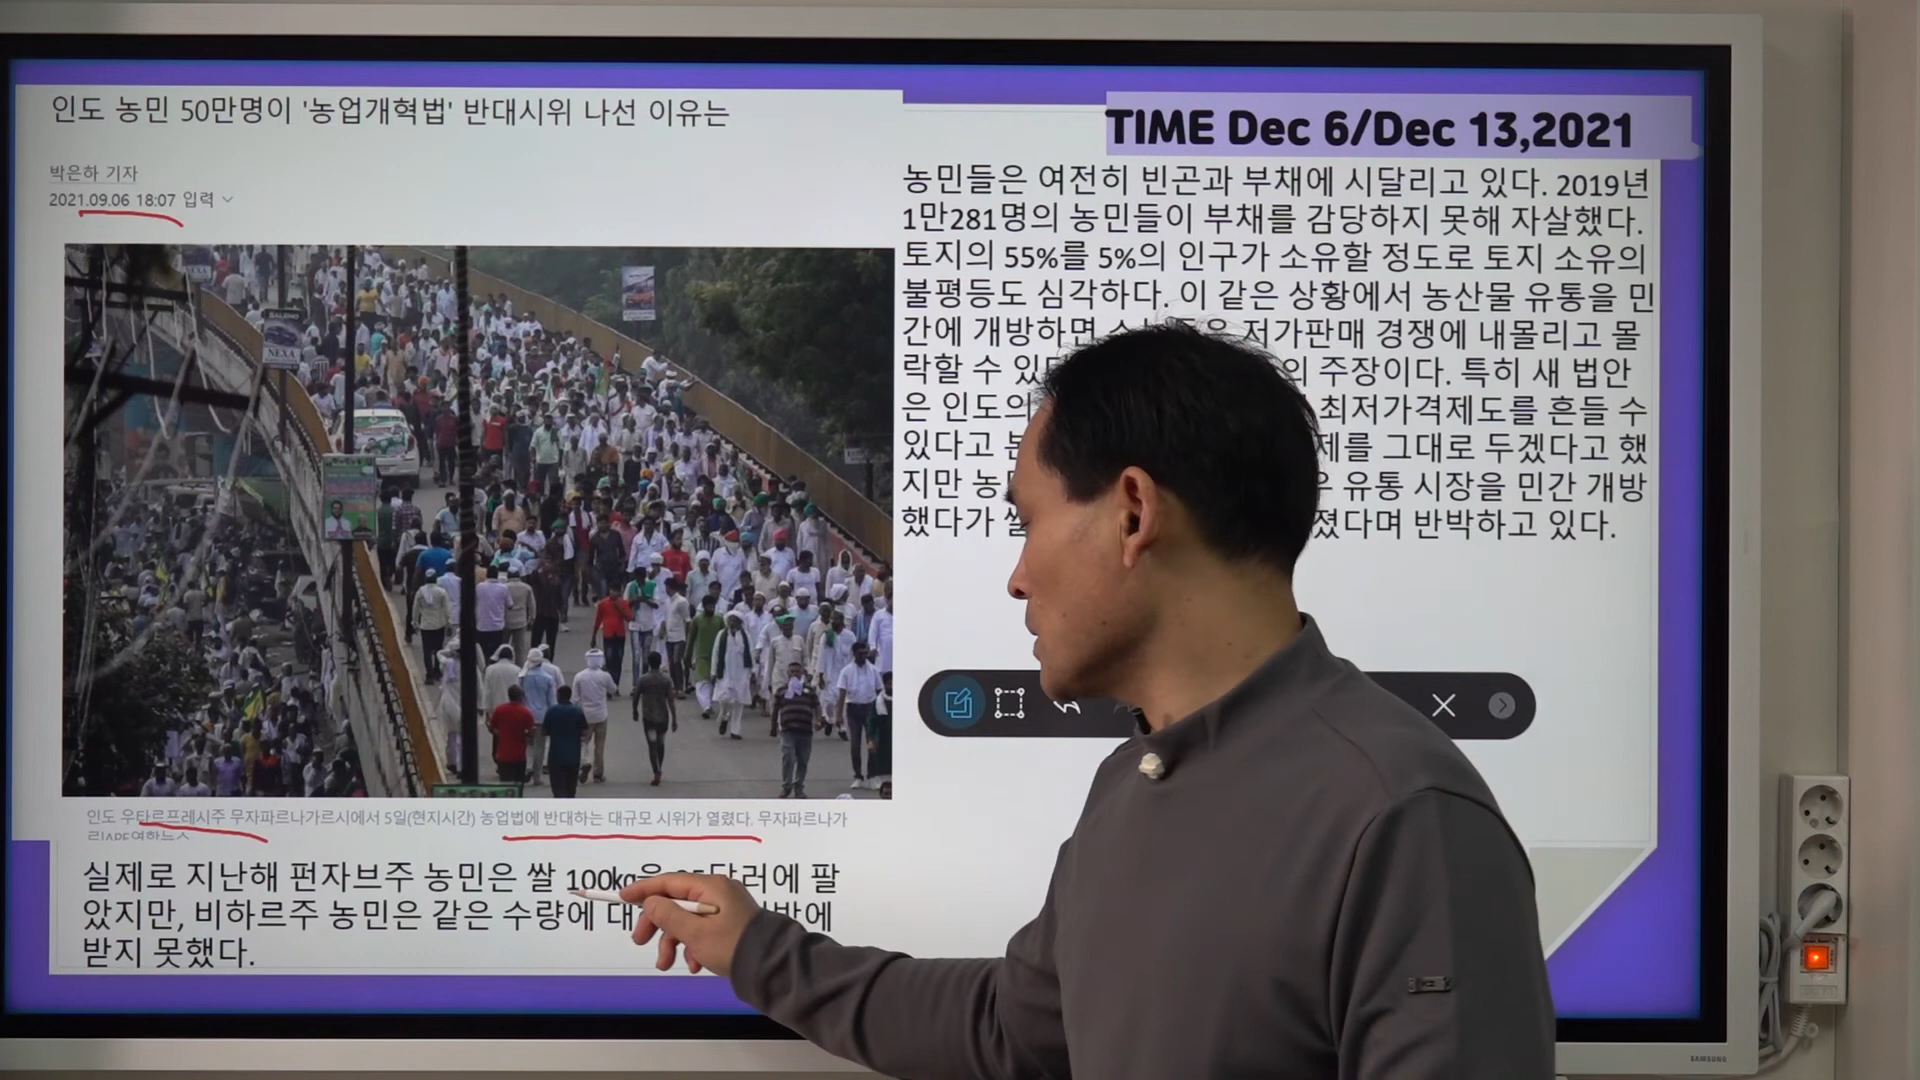 인도 농민 50만명이 '농업개혁법' 반대시위 나선 이유는
박은하 기자
2021.09.06 18:07 입력
NEXA
BALENO
NEXA
인도 우타르프레시주 무자파르나가르시에서 5일(현지시간) 농업법에 반대하는 대규모 시위가 열렸다. 무자파르나가
실제로 지난해 펀자브주 농민은 쌀 100kg을 달러에 팔
았지만, 비하르주 농민은 같은 수량에
받지 못했다.
TIME Dec 6/Dec 13,2021
농민들은 여전히 빈곤과 부채에 시달리고 있다. 2019년
1만281명의 농민들이 부채를 감당하지 못해 자살했다.
토지의 55%를 5%의 인구가 소유할 정도로 토지 소유의
불평등도 심각하다. 이 같은 상황에서 농산물 유통을 민
간에 개방하면 저가판매 경쟁에 내몰리고 몰
락할 수 주장이다. 특히 새 법안
은 인도의 최저가격제도를 흔들 수
있다고 그대로 두겠다고 했
지만 유통 시장을 민간 개방
했다가 반박하고 있다.
SAMSUNG